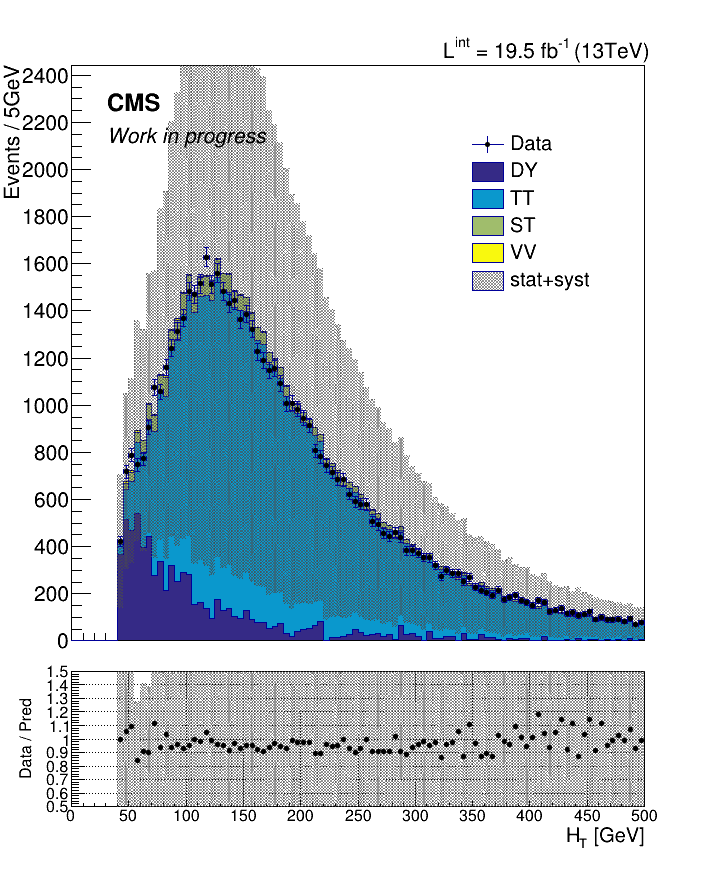 L^int = 19.5 fb^-1 (13TeV)
Events / 5GeV
2400
2200
2000
1800
1600
1400
1200
1000
800
600
400
200
0
CMS
Work in progress
Data
DY
TT
ST
VV
stat+syst
Data / Pred
1.5
1.4
1.3
1.2
1.1
1
0.9
0.8
0.7
0.6
0.5
0 50 100 150 200 250 300 350 400 450 500
H_T [GeV]